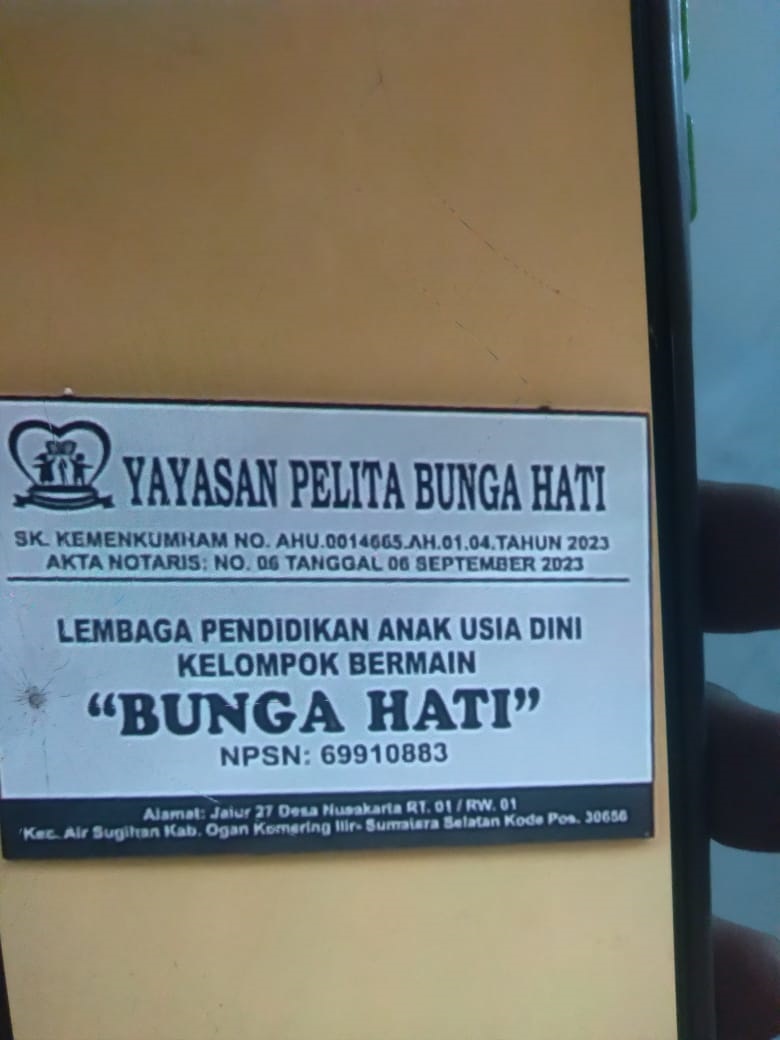 YAYASAN PELITA BUNGA HATI
SK. KEMENKUMHAM NO. AHU.0014665.AH.01.04.TAHUN 2023
AKTA NOTARIS: NO. 06 TANGGAL 06 SEPTEMBER 2023
LEMBAGA PENDIDIKAN ANAK USIA DINI
KELOMPOK BERMAIN
“BUNGA HATI”
NPSN: 69910883
Alamat: Jalur 27 Desa Nusakarta RT. 01 / RW. 01
Kec. Air Sugihan Kab. Ogan Komering Ilir- Sumatera Selatan Kode Pos. 30656